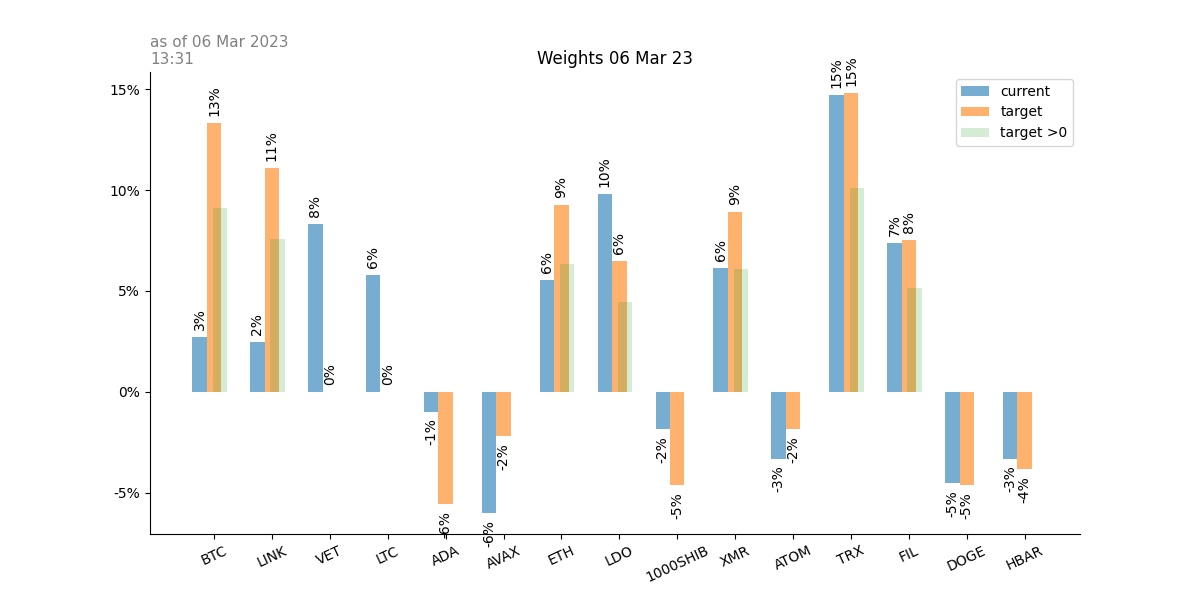 as of 06 Mar 2023
13:31
Weights 06 Mar 23
current
target
target >0
15%
10%
5%
0%
-5%
3%
13%
2%
11%
8%
0%
6%
0%
-1%
-6%
-6%
-2%
6%
9%
10%
6%
-2%
-5%
6%
9%
-3%
-2%
15%
15%
7%
8%
-5%
-5%
-3%
-4%
BTC
LINK
VET
LTC
ADA
AVAX
ETH
LDO
1000SHIB
XMR
ATOM
TRX
FIL
DOGE
HBAR